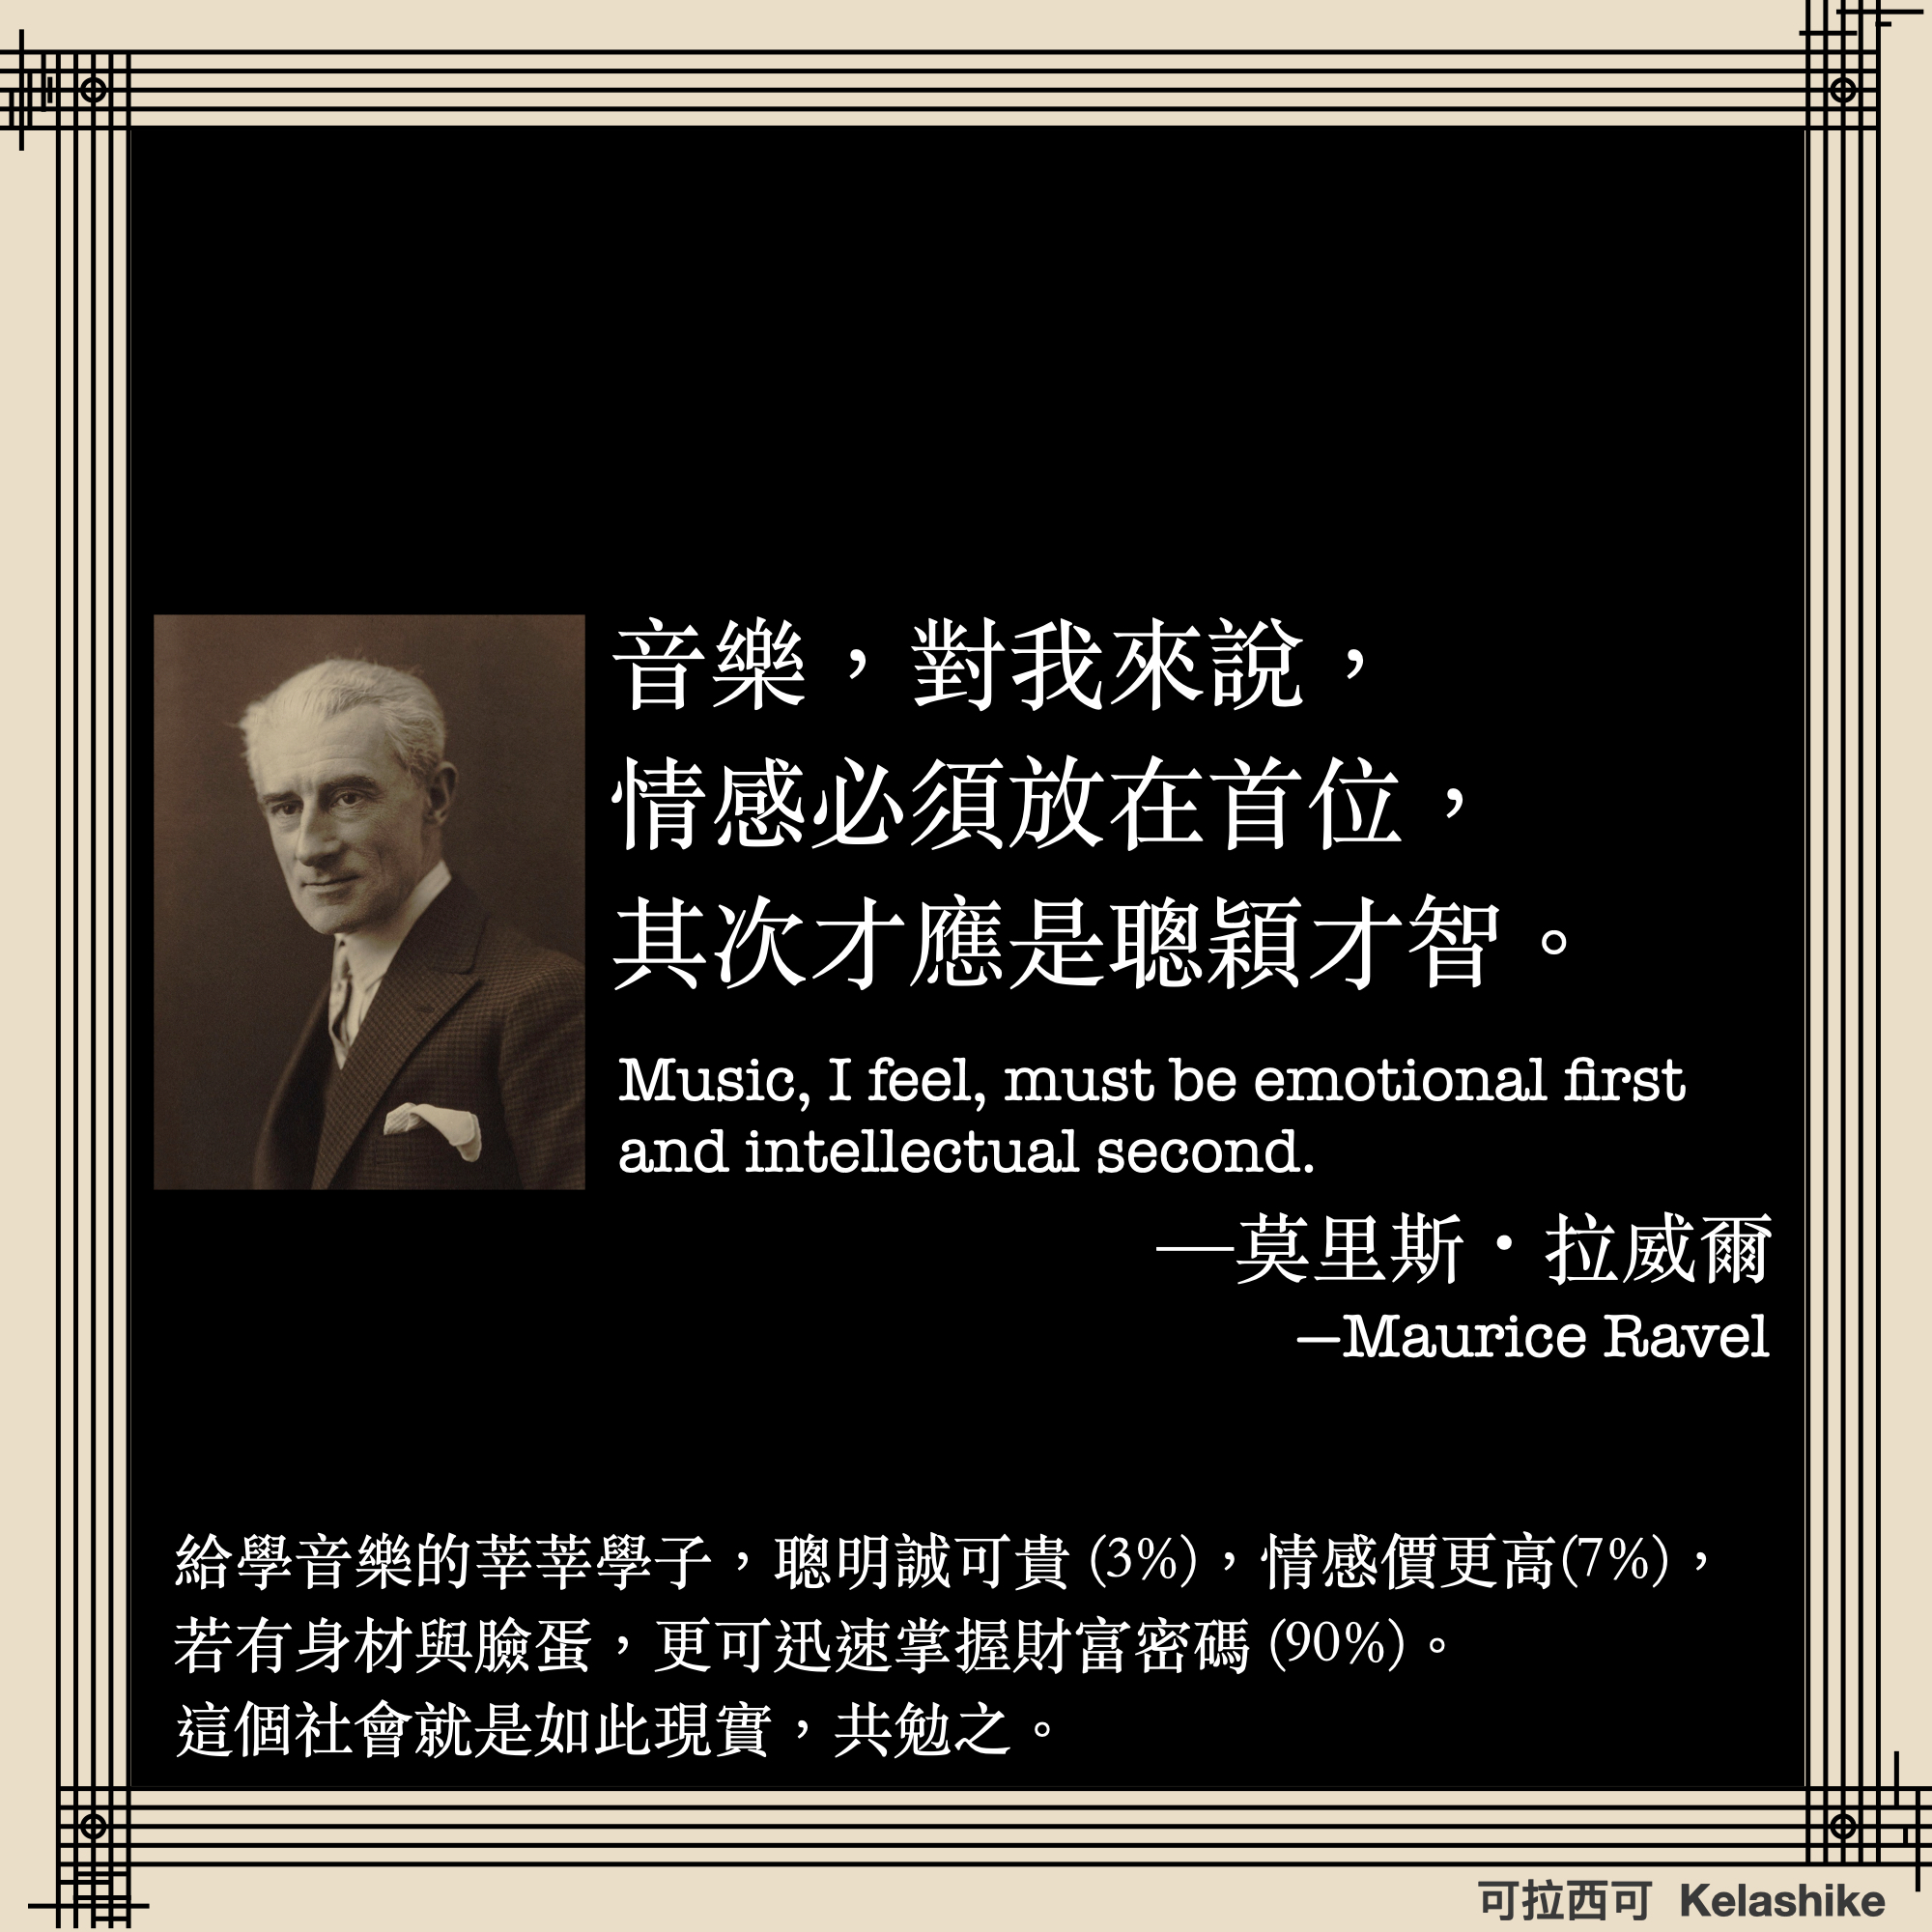 音樂，對我來說，
情感必須放在首位，
其次才應是聰穎才智。
Music, I feel, must be emotional first
and intellectual second.
—莫里斯・拉威爾
—Maurice Ravel
給學音樂的莘莘學子，聰明誠可貴 (3%)，情感價更高(7%)，
若有身材與臉蛋，更可迅速掌握財富密碼 (90%)。
這個社會就是如此現實，共勉之。
可拉西可 Kelashike